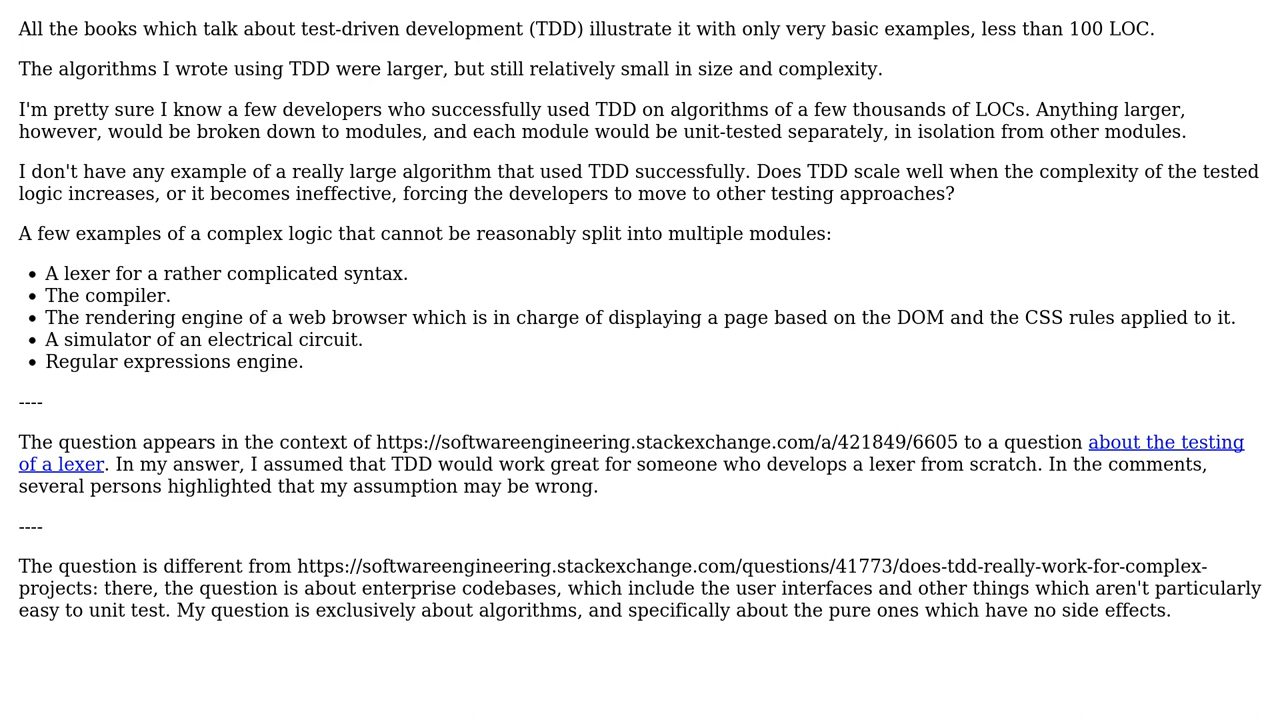 All the books which talk about test-driven development (TDD) illustrate it with only very basic examples, less than 100 LOC.
The algorithms I wrote using TDD were larger, but still relatively small in size and complexity.
I'm pretty sure I know a few developers who successfully used TDD on algorithms of a few thousands of LOCs. Anything larger,
however, would be broken down to modules, and each module would be unit-tested separately, in isolation from other modules.
I don't have any example of a really large algorithm that used TDD successfully. Does TDD scale well when the complexity of the tested
logic increases, or it becomes ineffective, forcing the developers to move to other testing approaches?
A few examples of a complex logic that cannot be reasonably split into multiple modules:
• A lexer for a rather complicated syntax.
• The compiler.
• The rendering engine of a web browser which is in charge of displaying a page based on the DOM and the CSS rules applied to it.
• A simulator of an electrical circuit.
• Regular expressions engine.
----
The question appears in the context of https://softwareengineering.stackexchange.com/a/421849/6605 to a question about the testing
of a lexer. In my answer, I assumed that TDD would work great for someone who develops a lexer from scratch. In the comments,
several persons highlighted that my assumption may be wrong.
----
The question is different from https://softwareengineering.stackexchange.com/questions/41773/does-tdd-really-work-for-complex-
projects: there, the question is about enterprise codebases, which include the user interfaces and other things which aren't particularly
easy to unit test. My question is exclusively about algorithms, and specifically about the pure ones which have no side effects.